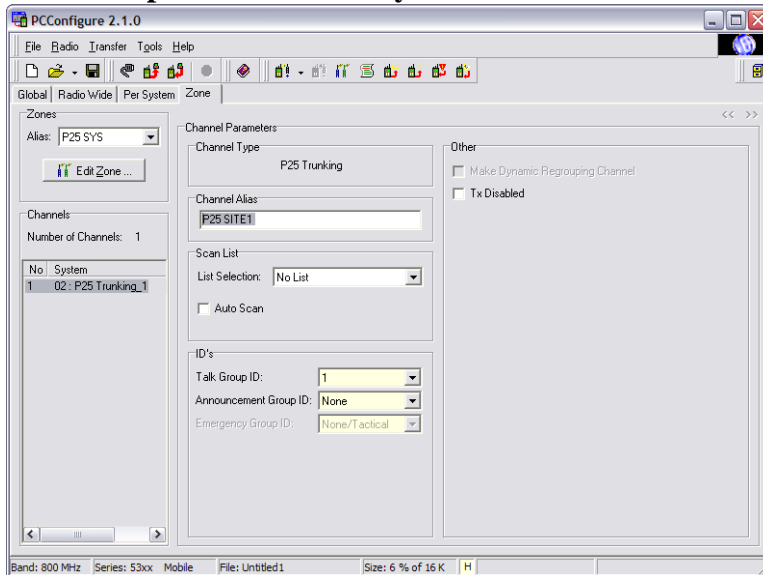 PCConfigure 2.1.0
File Radio Transfer Tools Help
Global Radio Wide Per System Zone
<< >>
Zones
Alias: P25 SYS
Edit Zone ...
Channels
Number of Channels: 1
No System
1 02 : P25 Trunking_1
Channel Parameters
Channel Type
P25 Trunking
Channel Alias
P25 SITE1
Scan List
List Selection: No List
Auto Scan
ID's
Talk Group ID: 1
Announcement Group ID: None
Emergency Group ID: None/Tactical
Other
Make Dynamic Regrouping Channel
Tx Disabled
Band: 800 MHz Series: 53xx Mobile File: Untitled1 Size: 6 % of 16 K H